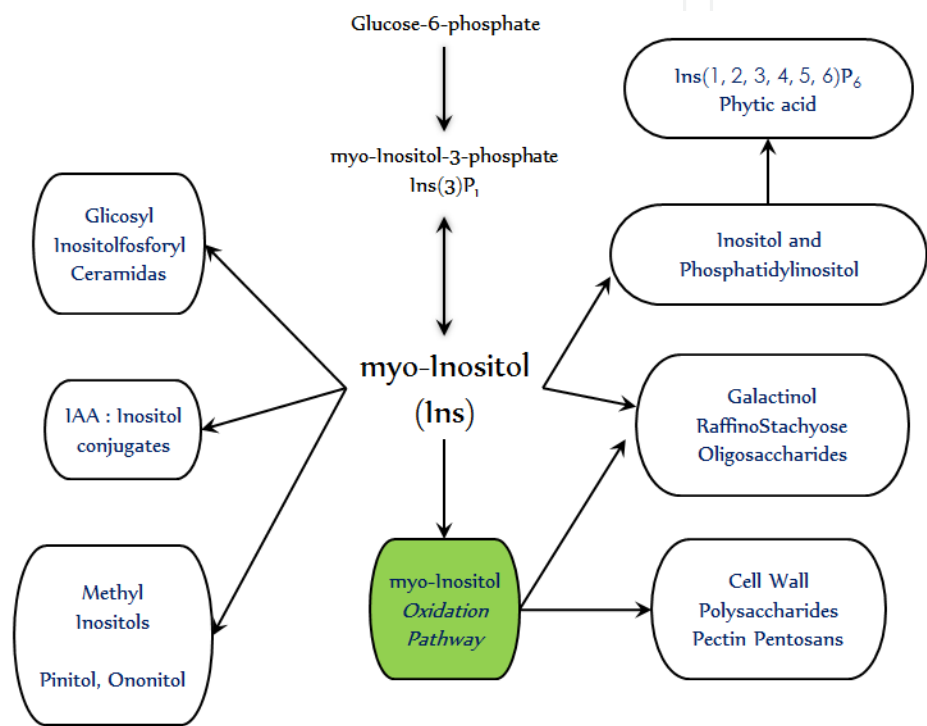 Glucose-6-phosphate
myo-Inositol-3-phosphate
Ins(3)P₁
myo-Inositol
(Ins)
myo-Inositol
Oxidation
Pathway
Glicosyl
Inositolfosforyl
Ceramidas
IAA : Inositol
conjugates
Methyl
Inositols
Pinitol, Ononitol
Ins(1, 2, 3, 4, 5, 6)P₆
Phytic acid
Inositol and
Phosphatidylinositol
Galactinol
RaffinoStachyose
Oligosaccharides
Cell Wall
Polysaccharides
Pectin Pentosans